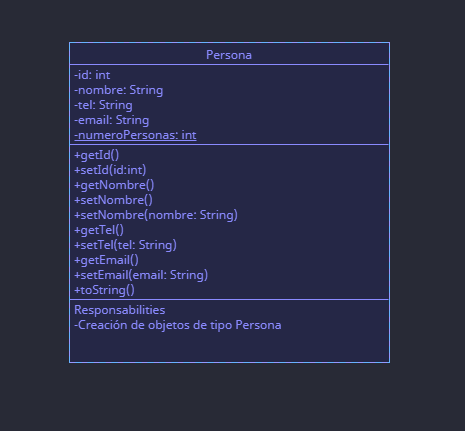 Persona
-id: int
-nombre: String
-tel: String
-email: String
-numeroPersonas: int
+getId()
+setId(id:int)
+getNombre()
+setNombre()
+setNombre(nombre: String)
+getTel()
+setTel(tel: String)
+getEmail()
+setEmail(email: String)
+toString()
Responsabilities
-Creación de objetos de tipo Persona